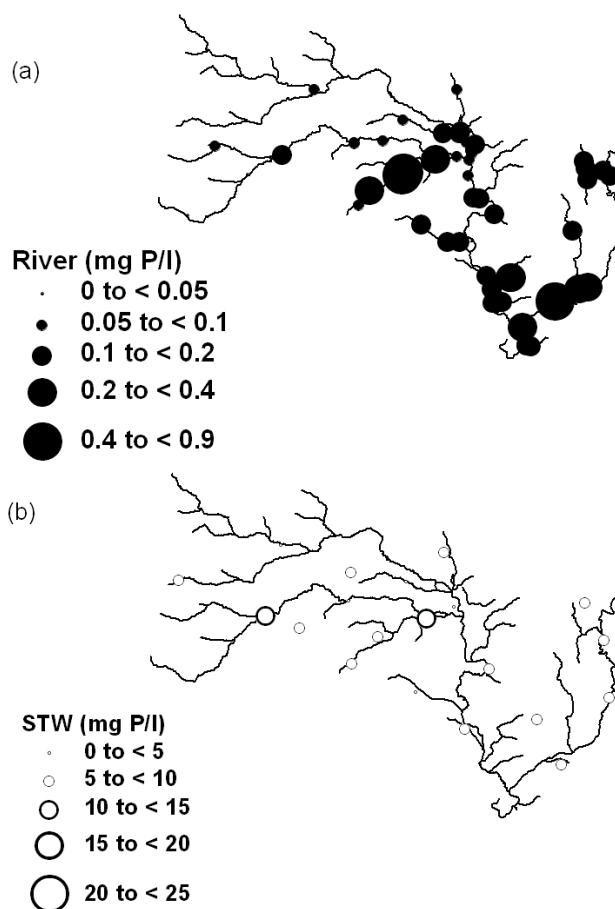 (a)
River (mg P/l)
0 to < 0.05
0.05 to < 0.1
0.1 to < 0.2
0.2 to < 0.4
0.4 to < 0.9
(b)
STW (mg P/l)
0 to < 5
5 to < 10
10 to < 15
15 to < 20
20 to < 25